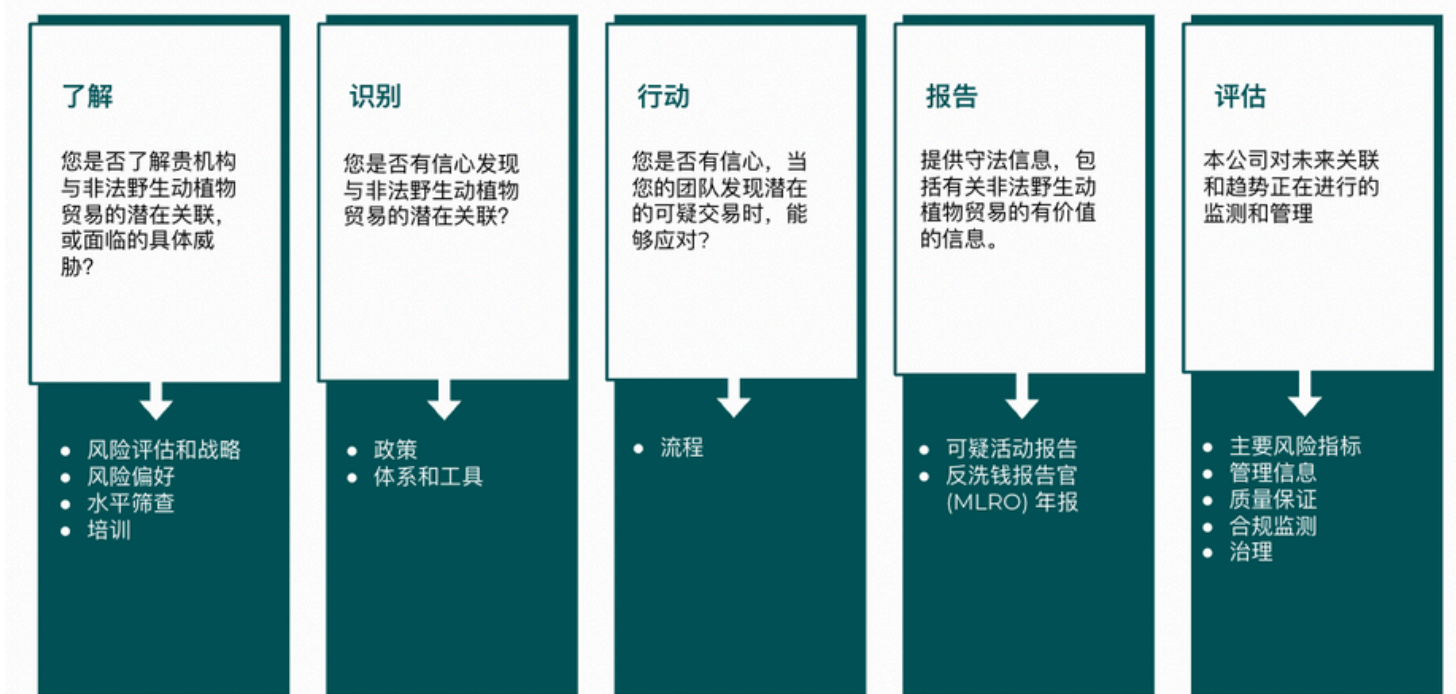 了解
您是否了解贵机构
与非法野生动植物
贸易的潜在关联，
或面临的具体威
胁？
风险评估和战略
风险偏好
水平筛查
培训
识别
您是否有信心发现
与非法野生动植物
贸易的潜在关联？
政策
体系和工具
行动
您是否有信心，当
您的团队发现潜在
的可疑交易时，能
够应对？
流程
报告
提供守法信息，包
括有关非法野生动
植物贸易的有价值
的信息。
可疑活动报告
反洗钱报告官
(MLRO) 年报
评估
本公司对未来关联
和趋势正在进行的
监测和管理
主要风险指标
管理信息
质量保证
合规监测
治理